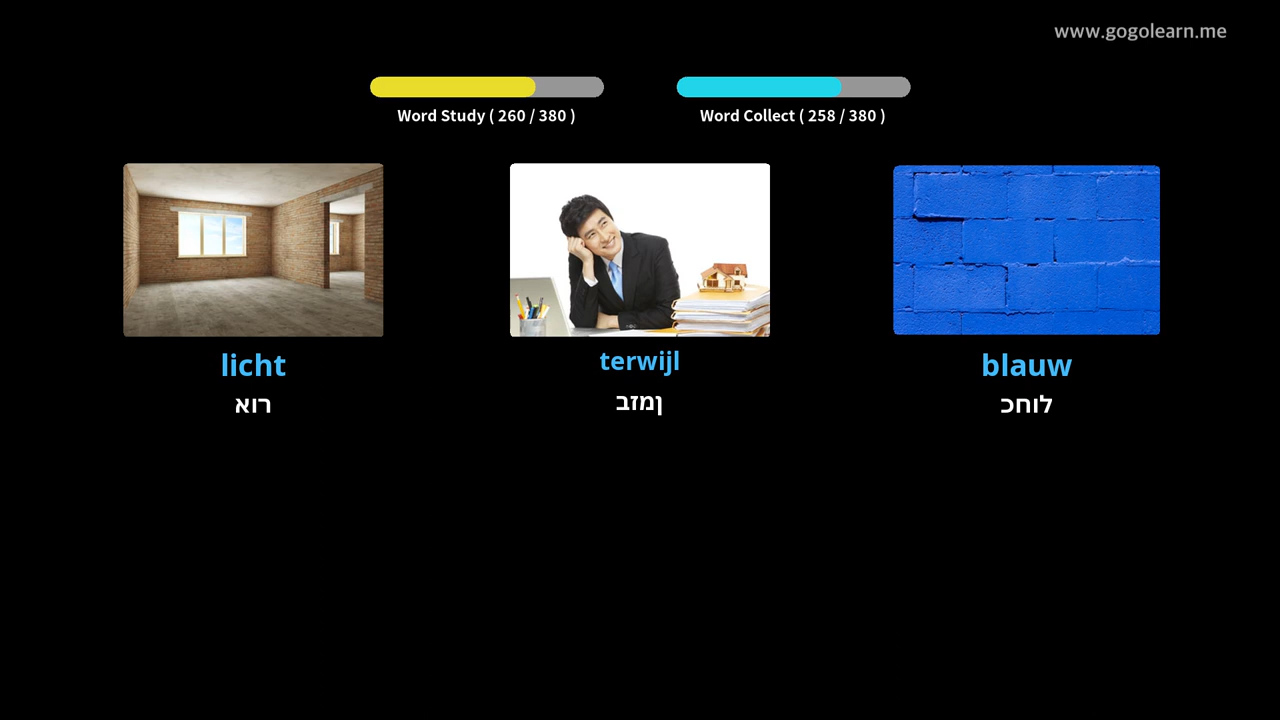 www.gogolearn.me
Word Study ( 260 / 380 )
Word Collect ( 258 / 380 )
licht
רוא
terwijl
ןמזב
blauw
לוחכ